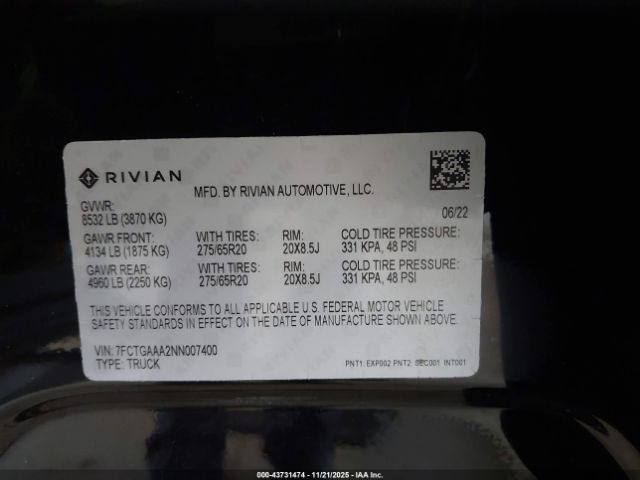 RIVIAN
MFD. BY RIVIAN AUTOMOTIVE, LLC.
GVWR:
8532 LB (3870 KG)
06/22
GAWR FRONT: WITH TIRES: RIM: COLD TIRE PRESSURE:
4134 LB (1875 KG) 275/65R20 20X8.5J 331 KPA, 48 PSI
GAWR REAR: WITH TIRES: RIM: COLD TIRE PRESSURE:
4960 LB (2250 KG) 275/65R20 20X8.5J 331 KPA, 48 PSI
THIS VEHICLE CONFORMS TO ALL APPLICABLE U.S. FEDERAL MOTOR VEHICLE
SAFETY STANDARDS IN EFFECT ON THE DATE OF MANUFACTURE SHOWN ABOVE.
VIN: 7FCTGAAA2NN007400
TYPE: TRUCK
PNT1: EXP002 PNT2: SEC001 INT001
000-43731474 - 11/21/2025 - IAA Inc.